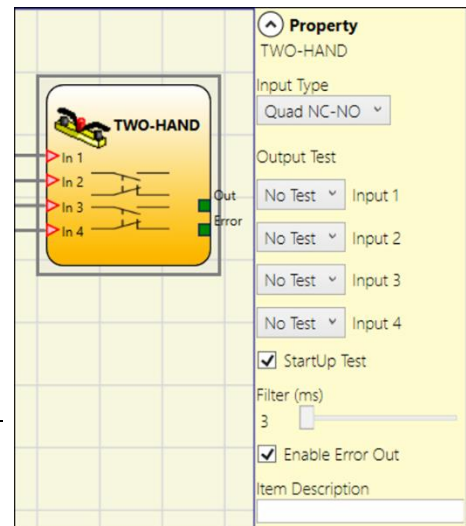 TWO-HAND
In 1
In 2
In 3
In 4
Out
Error
Property
TWO-HAND
Input Type
Quad NC-NO
Output Test
No Test Input 1
No Test Input 2
No Test Input 3
No Test Input 4
StartUp Test
Filter (ms)
3
Enable Error Out
Item Description